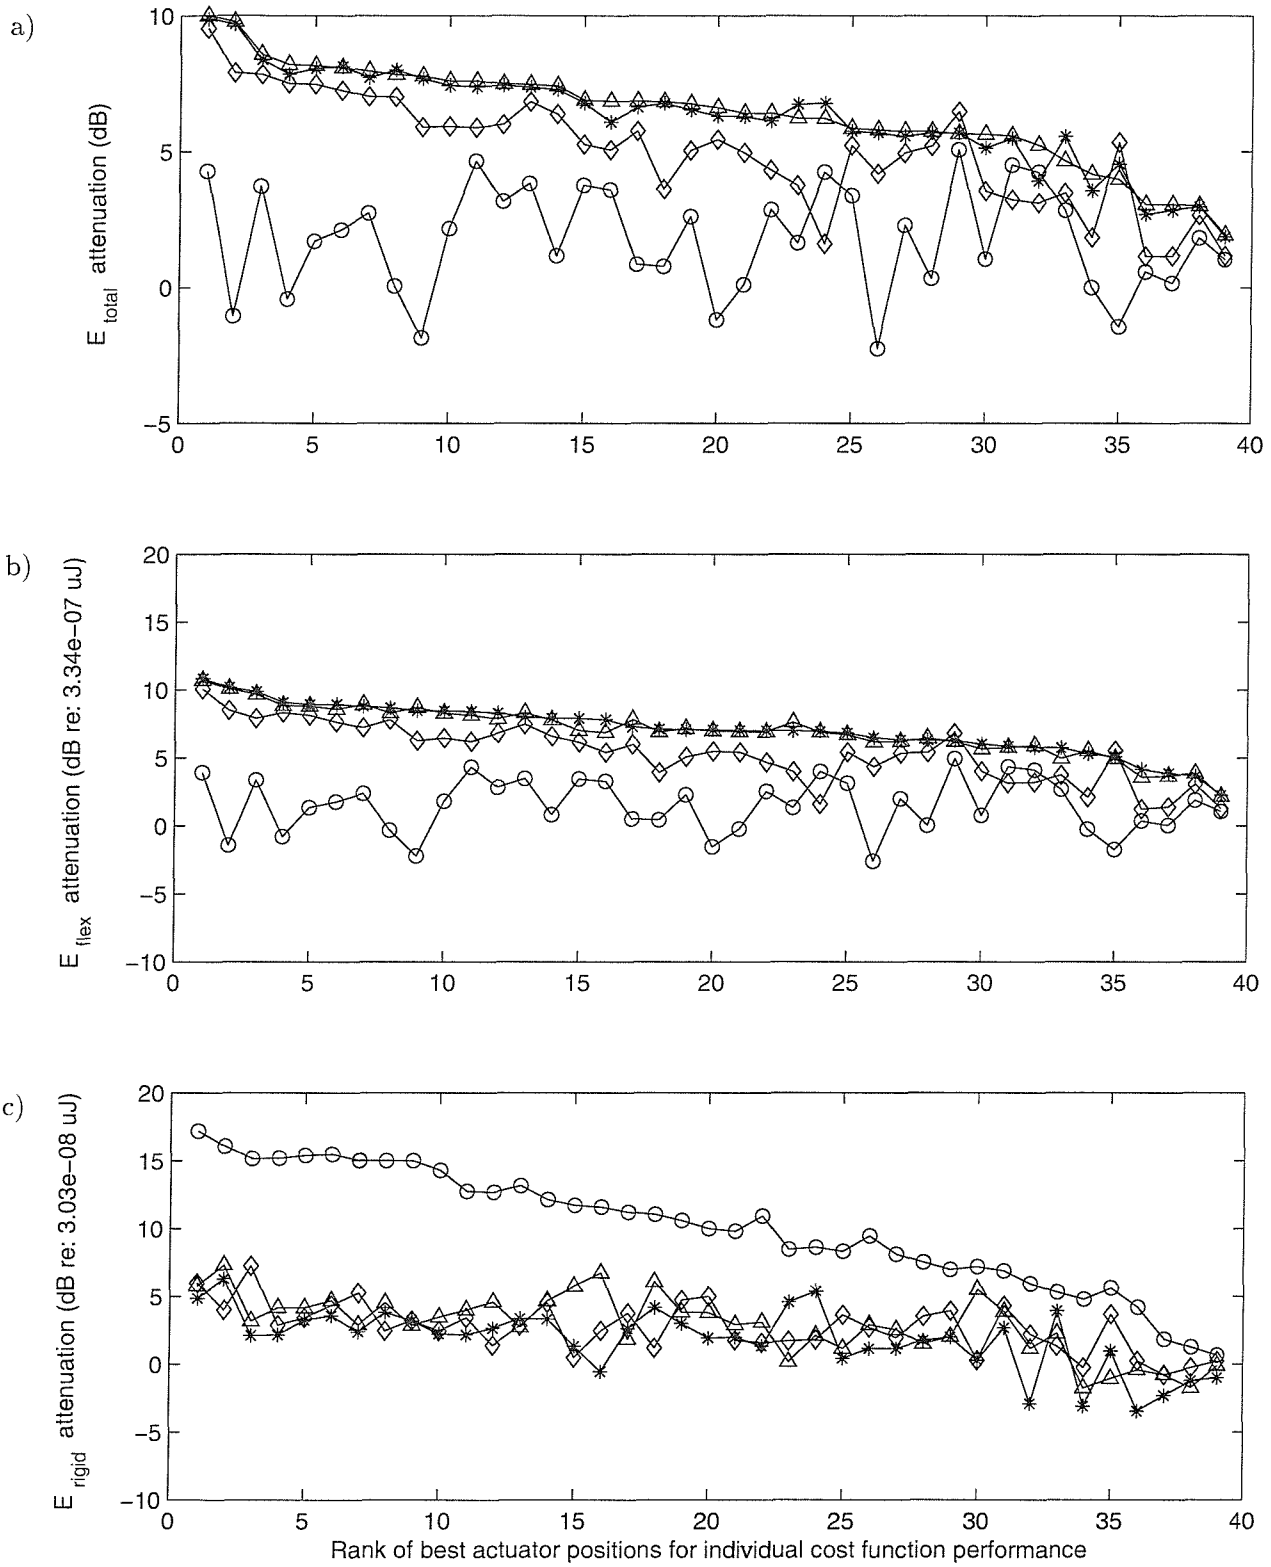 a)
10
5
0
−5
E total attenuation (dB)
0 5 10 15 20 25 30 35 40
b)
20
15
10
5
0
−5
−10
E flex attenuation (dB re: 3.34e−07 uJ)
0 5 10 15 20 25 30 35 40
c)
20
15
10
5
0
−5
−10
E rigid attenuation (dB re: 3.03e−08 uJ)
0 5 10 15 20 25 30 35 40
Rank of best actuator positions for individual cost function performance